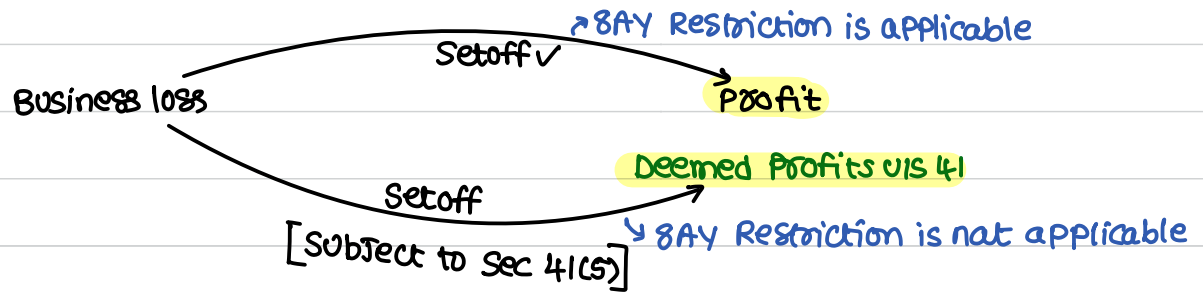 ↗8AY Restriction is applicable
Setoff ✓
Business loss
Profit
Deemed Profits U/S 41
Setoff
↘ 8AY Restriction is not applicable
[Subject to Sec 41(5)]